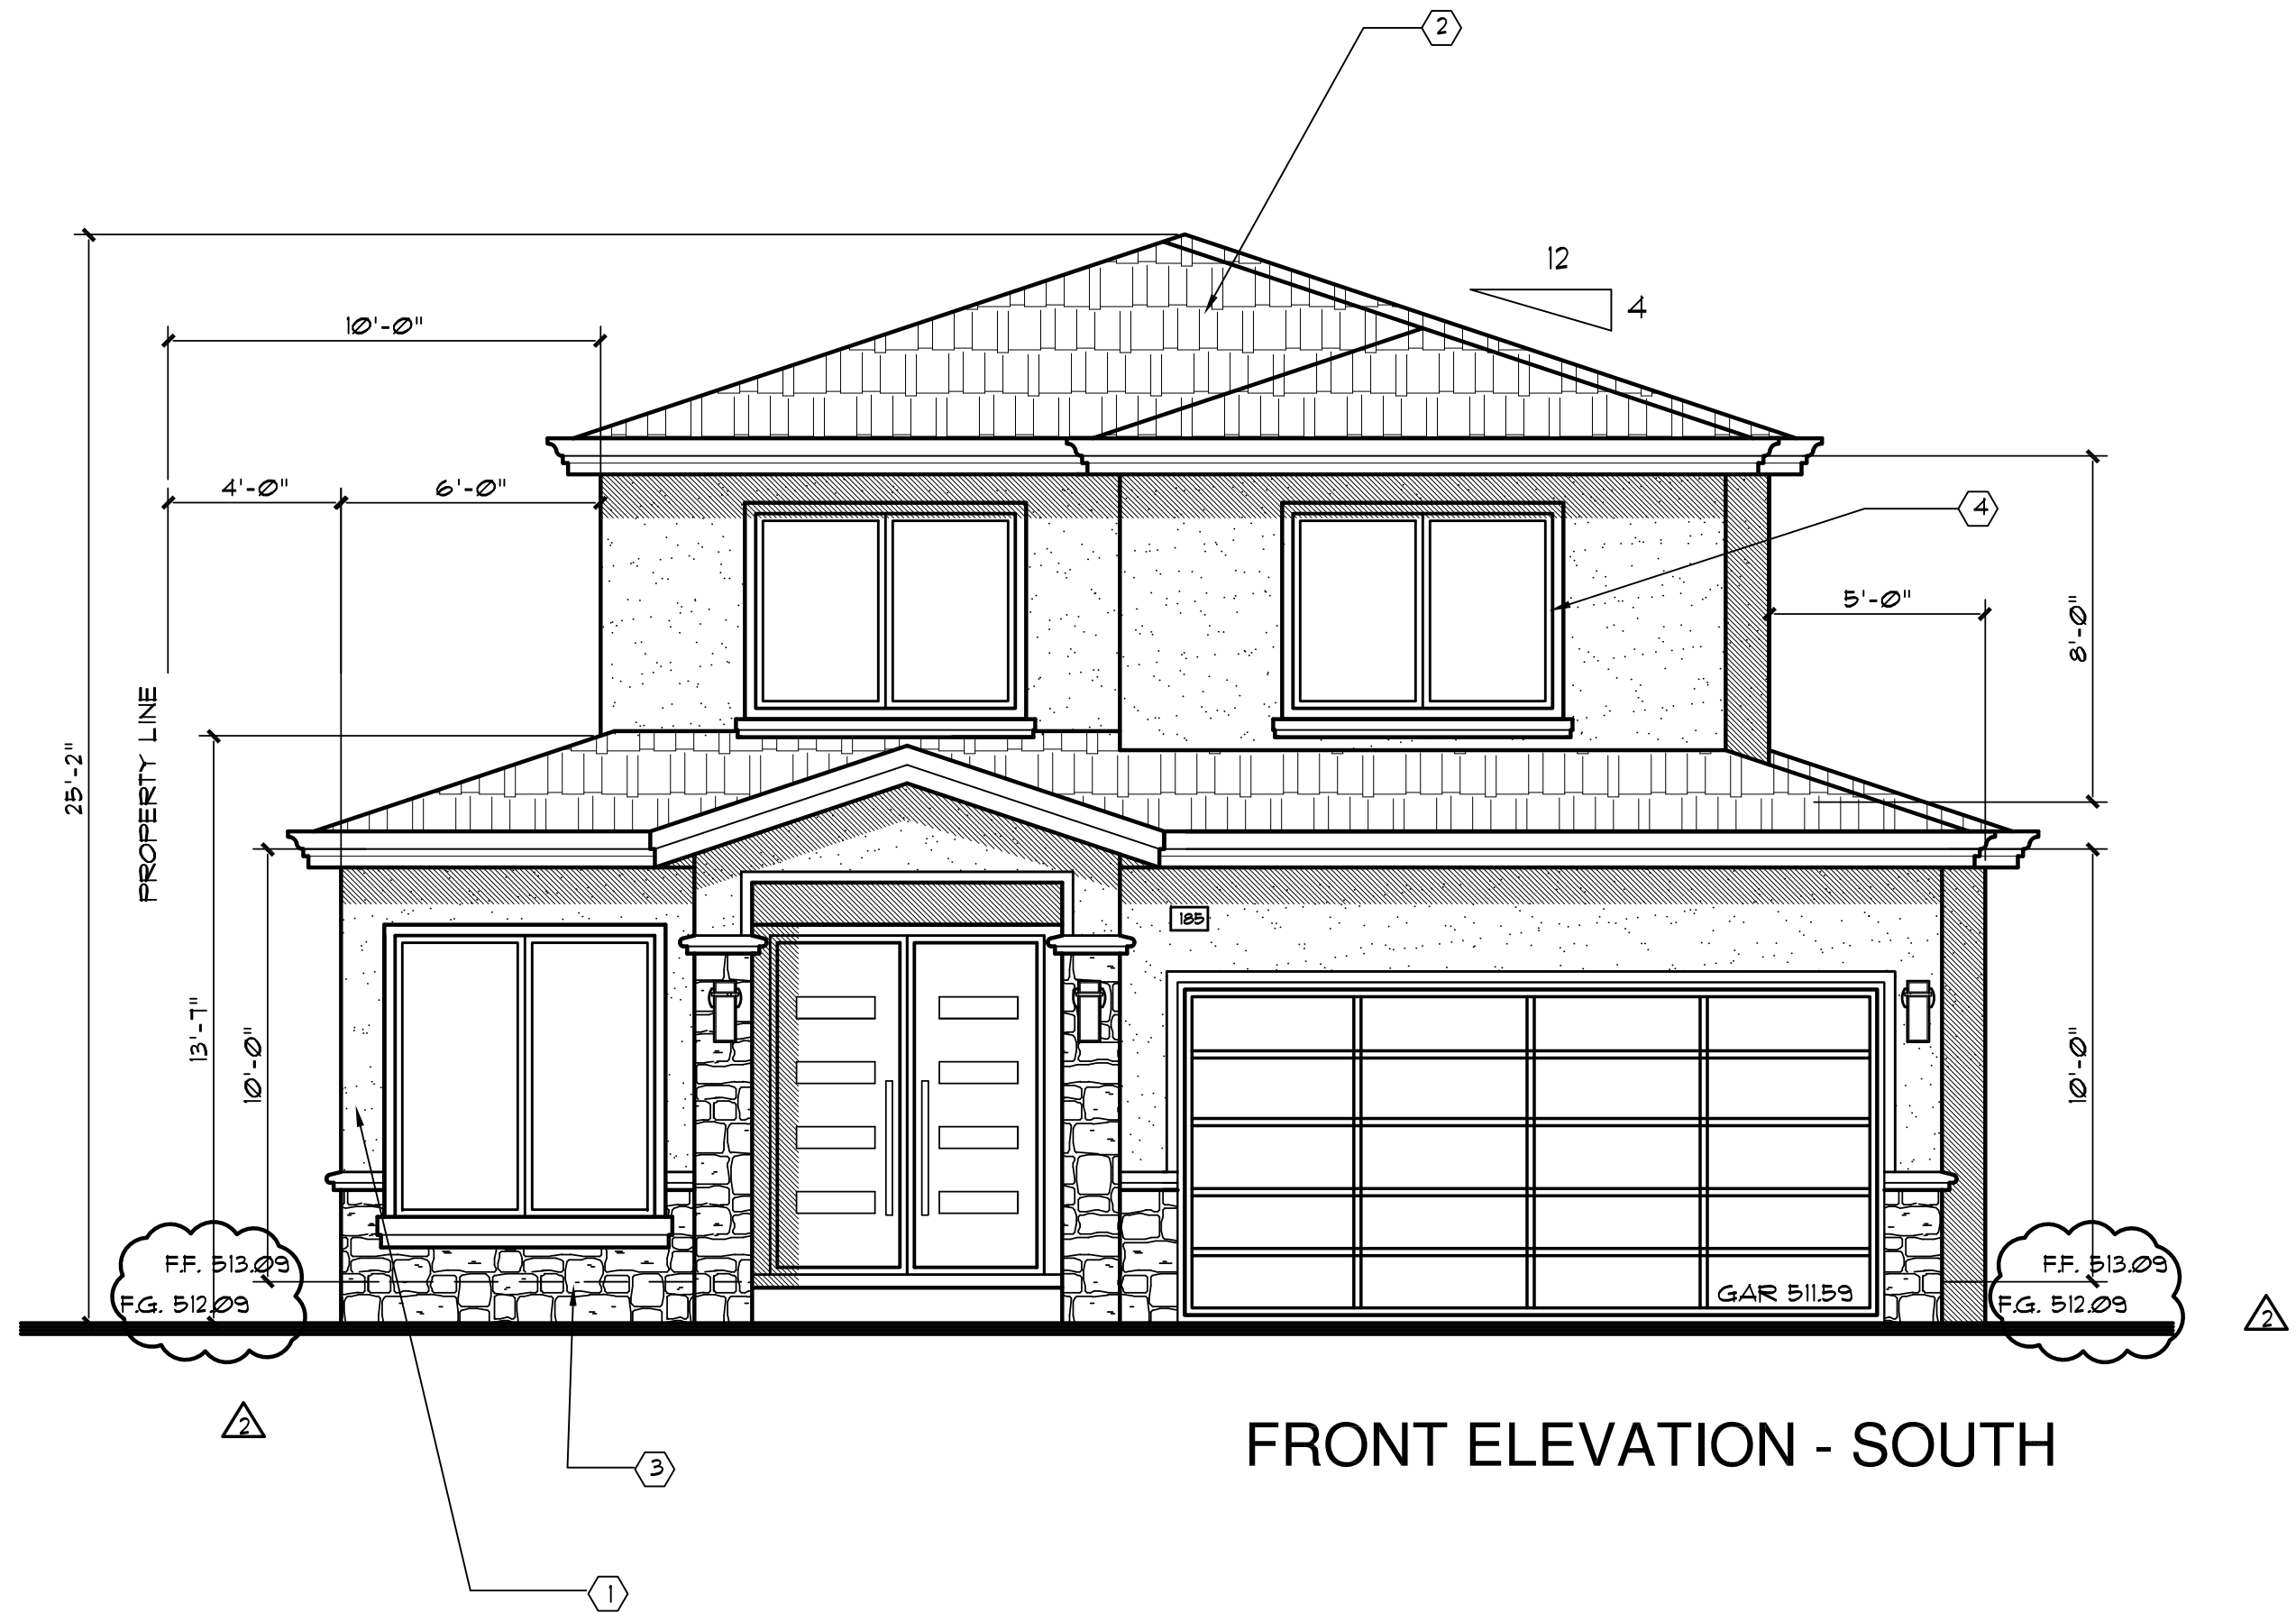 2
12
4
10'-0"
4'-0"
6'-0"
4
5'-0"
8'-0"
PROPERTY LINE
25'-2"
185
13'-7"
10'-0"
10'-0"
F.F. 513.09
F.G. 512.09
GAR 511.59
F.F. 513.09
F.G. 512.09
2
2
FRONT ELEVATION - SOUTH
3
1